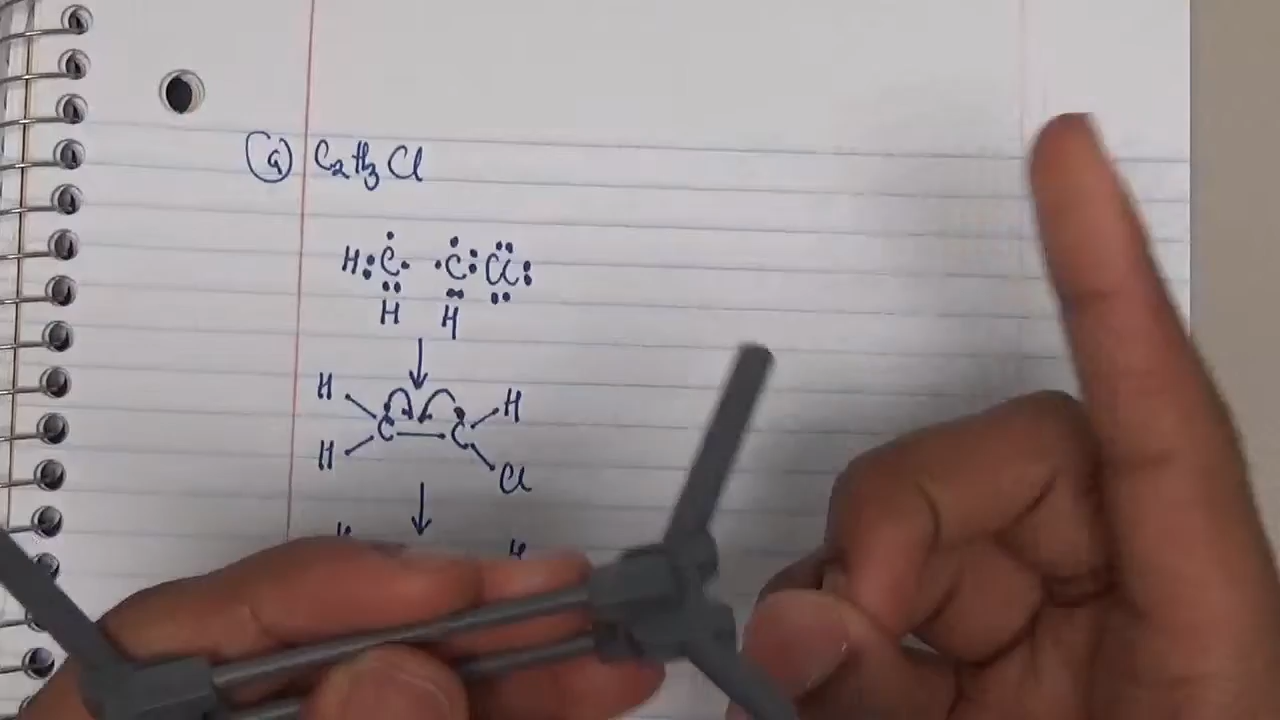 (a) C₂H₃Cl
H:C· ·C:Cl:
H H
H H
C — C
H Cl
H H